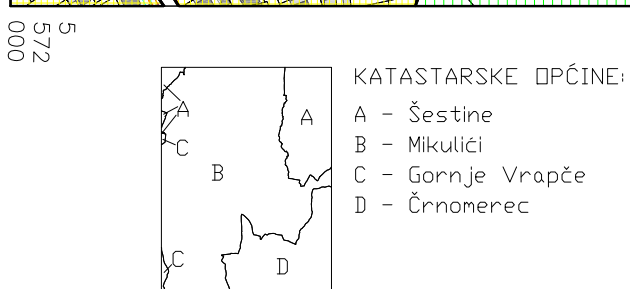 5
572
000
KATASTARSKE OPĆINE:
A - Šestine
B - Mikulići
C - Gornje Vrapče
D - Črnomerec
A
A
C
B
C
D